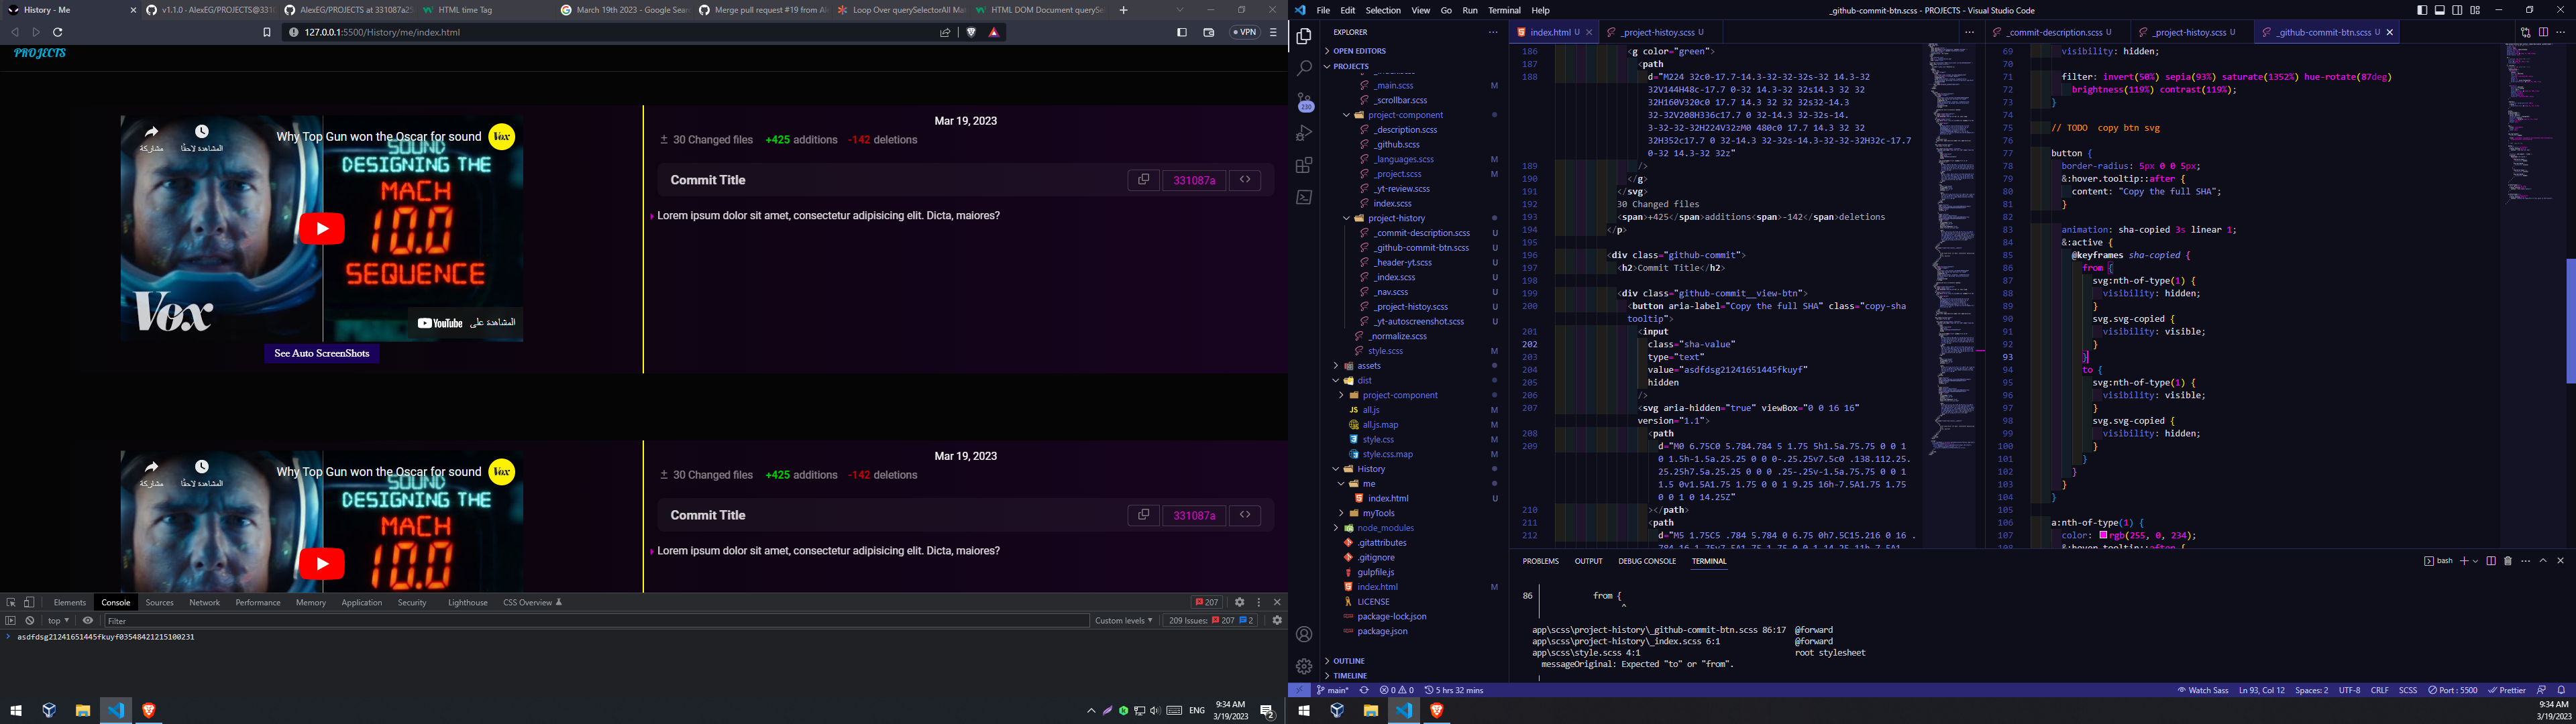 History - Me
v1.1.0 · AlexEG/PROJECTS@331
AlexEG/PROJECTS at 331087a25
HTML time Tag
March 19th 2023 - Google Sear
Merge pull request #19 from Al
Loop Over querySelectorAll Ma
HTML DOM Document querySel
127.0.0.1:5500/History/me/index.html
VPN
PROJECTS
Why Top Gun won the Oscar for sound
Vox
مشاركة
المشاهدة لاحقًا
SOUND
DESIGNING THE
MACH
10.0
SEQUENCE
Vox
المشاهدة على YouTube
See Auto ScreenShots
Mar 19, 2023
30 Changed files +425 additions -142 deletions
Commit Title
331087a
Lorem ipsum dolor sit amet, consectetur adipisicing elit. Dicta, maiores?
Why Top Gun won the Oscar for sound
Vox
مشاركة
المشاهدة لاحقًا
SOUND
DESIGNING THE
MACH
10.0
Mar 19, 2023
30 Changed files +425 additions -142 deletions
Commit Title
331087a
Lorem ipsum dolor sit amet, consectetur adipisicing elit. Dicta, maiores?
Elements Console Sources Network Performance Memory Application Security Lighthouse CSS Overview 207
top Filter Custom levels 209 Issues: 207 2
asdfdsg21241651445fkuyf03548421215100231
ENG
9:34 AM
3/19/2023
2
File Edit Selection View Go Run Terminal Help
_github-commit-btn.scss - PROJECTS - Visual Studio Code
EXPLORER
OPEN EDITORS
PROJECTS
230
_main.scss M
_scrollbar.scss
project-component
_description.scss
_github.scss
_languages.scss M
_project.scss M
_yt-review.scss
index.scss
project-history
_commit-description.scss U
_github-commit-btn.scss U
_header-yt.scss U
_index.scss U
_nav.scss U
_project-histoy.scss U
_yt-autoscreenshot.scss U
_normalize.scss
style.scss M
assets
dist
project-component
all.js M
all.js.map M
style.css M
style.css.map M
History
me
index.html U
myTools
node_modules
.gitattributes
.gitignore
gulpfile.js
index.html M
LICENSE
package-lock.json
package.json
OUTLINE
TIMELINE
index.html U
_project-histoy.scss U
186 <g color="green">
187 <path
188 d="M224 32c0-17.7-14.3-32-32-32s-32 14.3-32
32V144H48c-17.7 0-32 14.3-32 32s14.3 32 32
32H160V320c0 17.7 14.3 32 32 32s32-14.3
32-32V208H336c17.7 0 32-14.3 32-32s-14.
3-32-32-32H224V32zM0 480c0 17.7 14.3 32 32
32H352c17.7 0 32-14.3 32-32s-14.3-32-32-32H32c-17.7
0-32 14.3-32 32z"
189 />
190 </g>
191 </svg>
192 30 Changed files
193 <span>+425</span>additions<span>-142</span>deletions
194 </p>
195
196 <div class="github-commit">
197 <h2>Commit Title</h2>
198
199 <div class="github-commit__view-btn">
200 <button aria-label="Copy the full SHA" class="copy-sha
tooltip">
201 <input
202 class="sha-value"
203 type="text"
204 value="asdfdsg21241651445fkuyf"
205 hidden
206 />
207 <svg aria-hidden="true" viewBox="0 0 16 16"
version="1.1">
208 <path
209 d="M0 6.75C0 5.784.784 5 1.75 5h1.5a.75.75 0 0 1
0 1.5h-1.5a.25.25 0 0 0-.25.25v7.5c0 .138.112.25.
25.25h7.5a.25.25 0 0 0 .25-.25v-1.5a.75.75 0 0 1
1.5 0v1.5A1.75 1.75 0 0 1 9.25 16h-7.5A1.75 1.75
0 0 1 0 14.25Z"
210 ></path>
211 <path
212 d="M5 1.75C5 .784 5.784 0 6.75 0h7.5C15.216 0 16 .
784 16 1.75v7.5A1.75 1.75 0 0 1 14.25 11h-7.5A1
_commit-description.scss U
_project-histoy.scss U
_github-commit-btn.scss U
69 visibility: hidden;
70
71 filter: invert(50%) sepia(93%) saturate(1352%) hue-rotate(87deg)
72 brightness(119%) contrast(119%);
73 }
74
75 // TODO copy btn svg
76
77 button {
78 border-radius: 5px 0 0 5px;
79 &:hover.tooltip::after {
80 content: "Copy the full SHA";
81 }
82
83 animation: sha-copied 3s linear 1;
84 &:active {
85 @keyframes sha-copied {
86 from {
87 svg:nth-of-type(1) {
88 visibility: hidden;
89 }
90 svg.svg-copied {
91 visibility: visible;
92 }
93 }
94 to {
95 svg:nth-of-type(1) {
96 visibility: visible;
97 }
98 svg.svg-copied {
99 visibility: hidden;
100 }
101 }
102 }
103 }
104 }
105
106 a:nth-of-type(1) {
107 color: rgb(255, 0, 234);
108 &:hover.tooltip::after {
PROBLEMS OUTPUT DEBUG CONSOLE TERMINAL
bash
86 from {
^
app\scss\project-history\_github-commit-btn.scss 86:17 @forward
app\scss\project-history\_index.scss 6:1 @forward
app\scss\style.scss 4:1 root stylesheet
messageOriginal: Expected "to" or "from".
main* 0 0 5 hrs 32 mins
Watch Sass Ln 93, Col 12 Spaces: 2 UTF-8 CRLF SCSS Port : 5500 Prettier
9:34 AM
3/19/2023